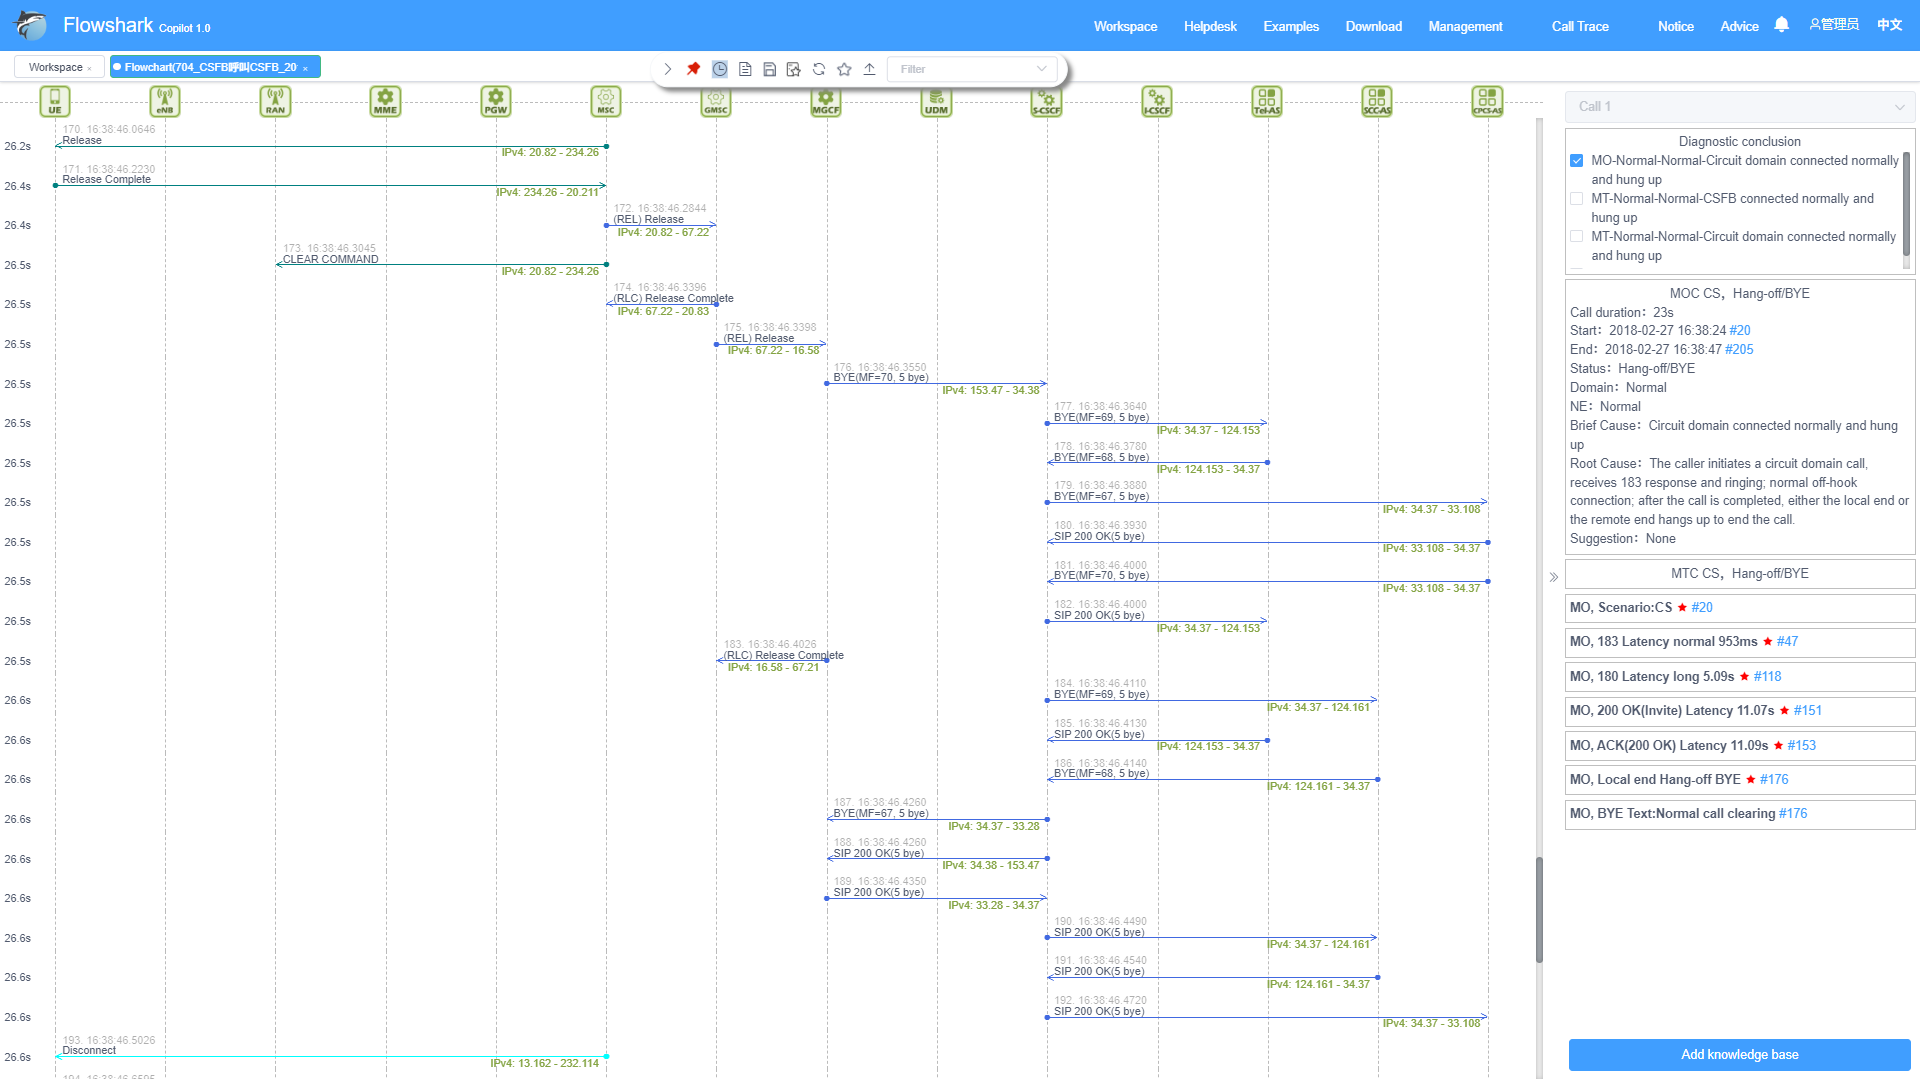 Flowshark Copilot 1.0
Workspace Helpdesk Examples Download Management Call Trace Notice Advice 管理员 中文
Workspace × Flowchart(704_CSFB呼叫CSFB_20 ×
Filter
UE eNB RAN MME PGW MSC GMSC MGCF UDM S-CSCF I-CSCF Tel-AS SCC-AS CPCS-AS
170. 16:38:46.0646
26.2s Release
IPv4: 20.82 - 234.26
171. 16:38:46.2230
26.4s Release Complete
IPv4: 234.26 - 20.211
172. 16:38:46.2844
26.4s (REL) Release
IPv4: 20.82 - 67.22
173. 16:38:46.3045
26.5s CLEAR COMMAND
IPv4: 20.82 - 234.26
174. 16:38:46.3396
26.5s (RLC) Release Complete
IPv4: 67.22 - 20.83
175. 16:38:46.3398
26.5s (REL) Release
IPv4: 67.22 - 16.58
176. 16:38:46.3550
26.5s BYE(MF=70, 5 bye)
IPv4: 153.47 - 34.38
177. 16:38:46.3640
26.5s BYE(MF=69, 5 bye)
IPv4: 34.37 - 124.153
178. 16:38:46.3780
26.5s BYE(MF=68, 5 bye)
IPv4: 124.153 - 34.37
179. 16:38:46.3880
26.5s BYE(MF=67, 5 bye)
IPv4: 34.37 - 33.108
180. 16:38:46.3930
26.5s SIP 200 OK(5 bye)
IPv4: 33.108 - 34.37
181. 16:38:46.4000
26.5s BYE(MF=70, 5 bye)
IPv4: 33.108 - 34.37
182. 16:38:46.4000
26.5s SIP 200 OK(5 bye)
IPv4: 34.37 - 124.153
183. 16:38:46.4026
26.5s (RLC) Release Complete
IPv4: 16.58 - 67.21
184. 16:38:46.4110
26.6s BYE(MF=69, 5 bye)
IPv4: 34.37 - 124.161
185. 16:38:46.4130
26.6s SIP 200 OK(5 bye)
IPv4: 124.153 - 34.37
186. 16:38:46.4140
26.6s BYE(MF=68, 5 bye)
IPv4: 124.161 - 34.37
187. 16:38:46.4260
26.6s BYE(MF=67, 5 bye)
IPv4: 34.37 - 33.28
188. 16:38:46.4260
26.6s SIP 200 OK(5 bye)
IPv4: 34.38 - 153.47
189. 16:38:46.4350
26.6s SIP 200 OK(5 bye)
IPv4: 33.28 - 34.37
190. 16:38:46.4490
26.6s SIP 200 OK(5 bye)
IPv4: 34.37 - 124.161
191. 16:38:46.4540
26.6s SIP 200 OK(5 bye)
IPv4: 124.161 - 34.37
192. 16:38:46.4720
26.6s SIP 200 OK(5 bye)
IPv4: 34.37 - 33.108
193. 16:38:46.5026
26.6s Disconnect
IPv4: 13.162 - 232.114
Call 1
Diagnostic conclusion
MO-Normal-Normal-Circuit domain connected normally
and hung up
MT-Normal-Normal-CSFB connected normally and
hung up
MT-Normal-Normal-Circuit domain connected normally
and hung up
MOC CS，Hang-off/BYE
Call duration：23s
Start：2018-02-27 16:38:24 #20
End：2018-02-27 16:38:47 #205
Status：Hang-off/BYE
Domain：Normal
NE：Normal
Brief Cause：Circuit domain connected normally and hung
up
Root Cause：The caller initiates a circuit domain call,
receives 183 response and ringing; normal off-hook
connection; after the call is completed, either the local end or
the remote end hangs up to end the call.
Suggestion：None
MTC CS，Hang-off/BYE
MO, Scenario:CS ★ #20
MO, 183 Latency normal 953ms ★ #47
MO, 180 Latency long 5.09s ★ #118
MO, 200 OK(Invite) Latency 11.07s ★ #151
MO, ACK(200 OK) Latency 11.09s ★ #153
MO, Local end Hang-off BYE ★ #176
MO, BYE Text:Normal call clearing #176
Add knowledge base